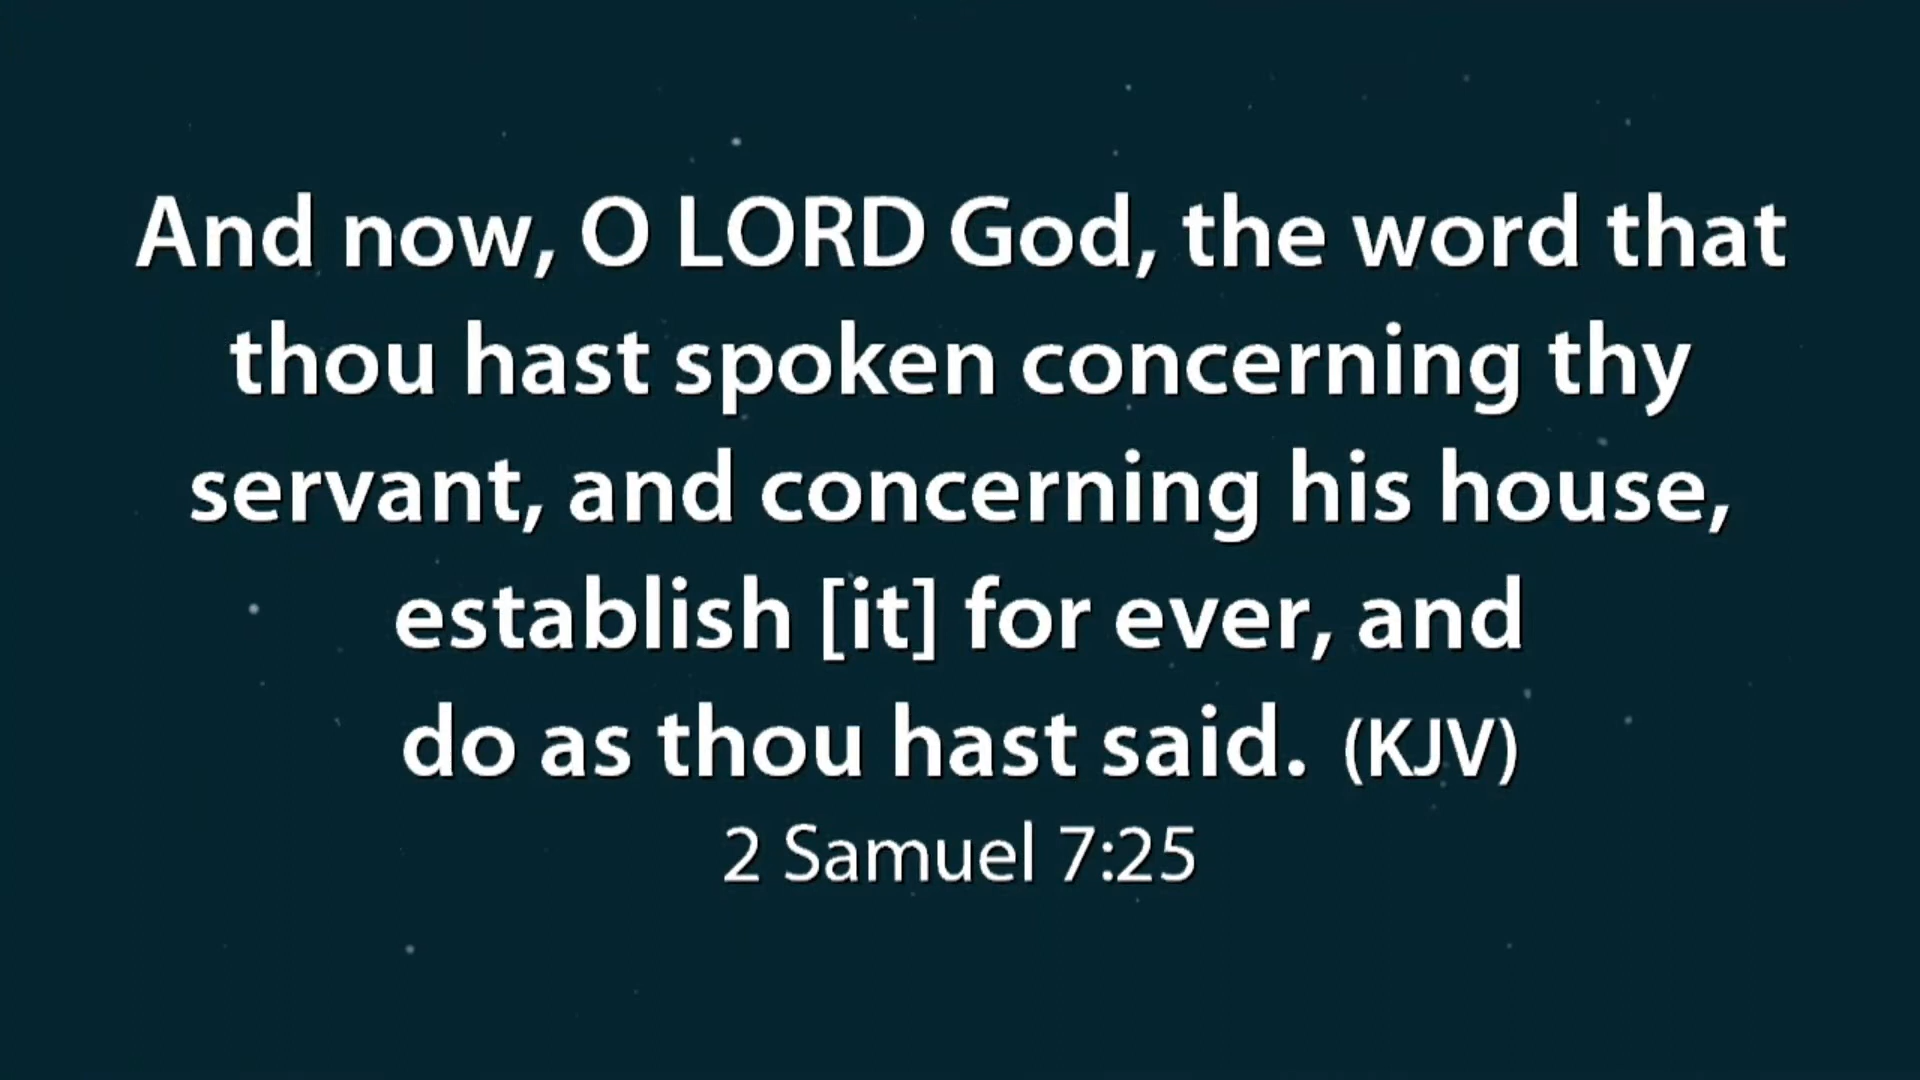 And now, O LORD God, the word that
thou hast spoken concerning thy
servant, and concerning his house,
establish [it] for ever, and
do as thou hast said. (KJV)
2 Samuel 7:25